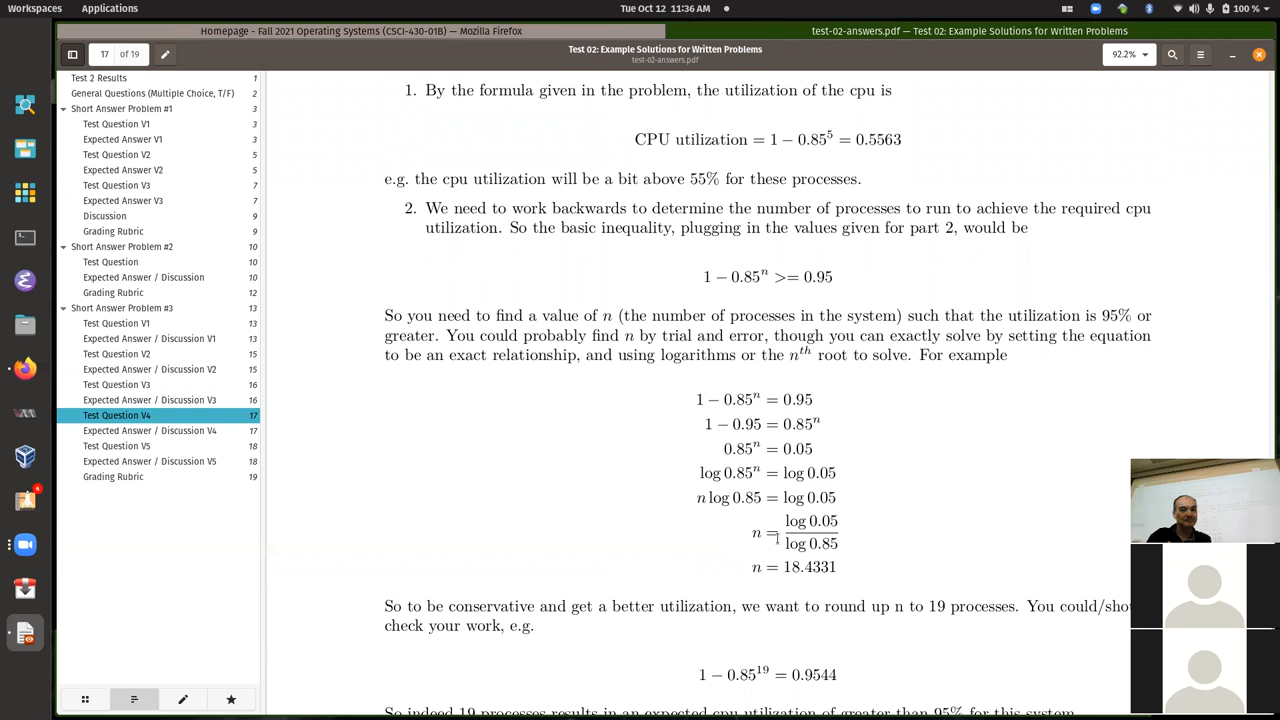 Workspaces Applications Tue Oct 12 11:36 AM 100 %
Homepage - Fall 2021 Operating Systems (CSCI-430-01B) — Mozilla Firefox
test-02-answers.pdf — Test 02: Example Solutions for Written Problems
17 of 19
Test 02: Example Solutions for Written Problems
test-02-answers.pdf
92.2%
Test 2 Results 1
General Questions (Multiple Choice, T/F) 2
Short Answer Problem #1 3
Test Question V1 3
Expected Answer V1 3
Test Question V2 5
Expected Answer V2 5
Test Question V3 7
Expected Answer V3 7
Discussion 9
Grading Rubric 9
Short Answer Problem #2 10
Test Question 10
Expected Answer / Discussion 10
Grading Rubric 12
Short Answer Problem #3 13
Test Question V1 13
Expected Answer / Discussion V1 13
Test Question V2 15
Expected Answer / Discussion V2 15
Test Question V3 16
Expected Answer / Discussion V3 16
Test Question V4 17
Expected Answer / Discussion V4 17
Test Question V5 18
Expected Answer / Discussion V5 18
Grading Rubric 19
1. By the formula given in the problem, the utilization of the cpu is
CPU utilization = 1 − 0.85^5 = 0.5563
e.g. the cpu utilization will be a bit above 55% for these processes.
2. We need to work backwards to determine the number of processes to run to achieve the required cpu
utilization. So the basic inequality, plugging in the values given for part 2, would be
1 − 0.85^n >= 0.95
So you need to find a value of n (the number of processes in the system) such that the utilization is 95% or
greater. You could probably find n by trial and error, though you can exactly solve by setting the equation
to be an exact relationship, and using logarithms or the n^th root to solve. For example
1 − 0.85^n = 0.95
1 − 0.95 = 0.85^n
0.85^n = 0.05
log 0.85^n = log 0.05
n log 0.85 = log 0.05
n = log 0.05 / log 0.85
n = 18.4331
So to be conservative and get a better utilization, we want to round up n to 19 processes. You could/shou
check your work, e.g.
1 − 0.85^19 = 0.9544
So indeed 19 processes results in an expected cpu utilization of greater than 95% for this system